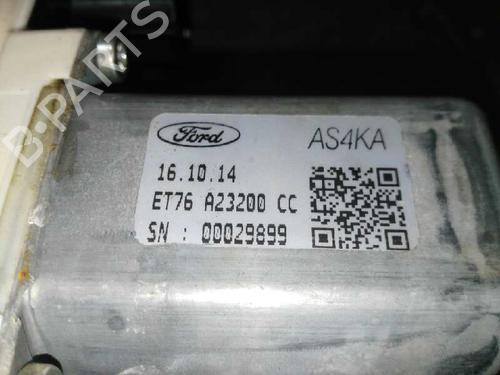 B-PARTS
Ford
AS4KA
16.10.14
ET76 A23200 CC
SN : 00029899